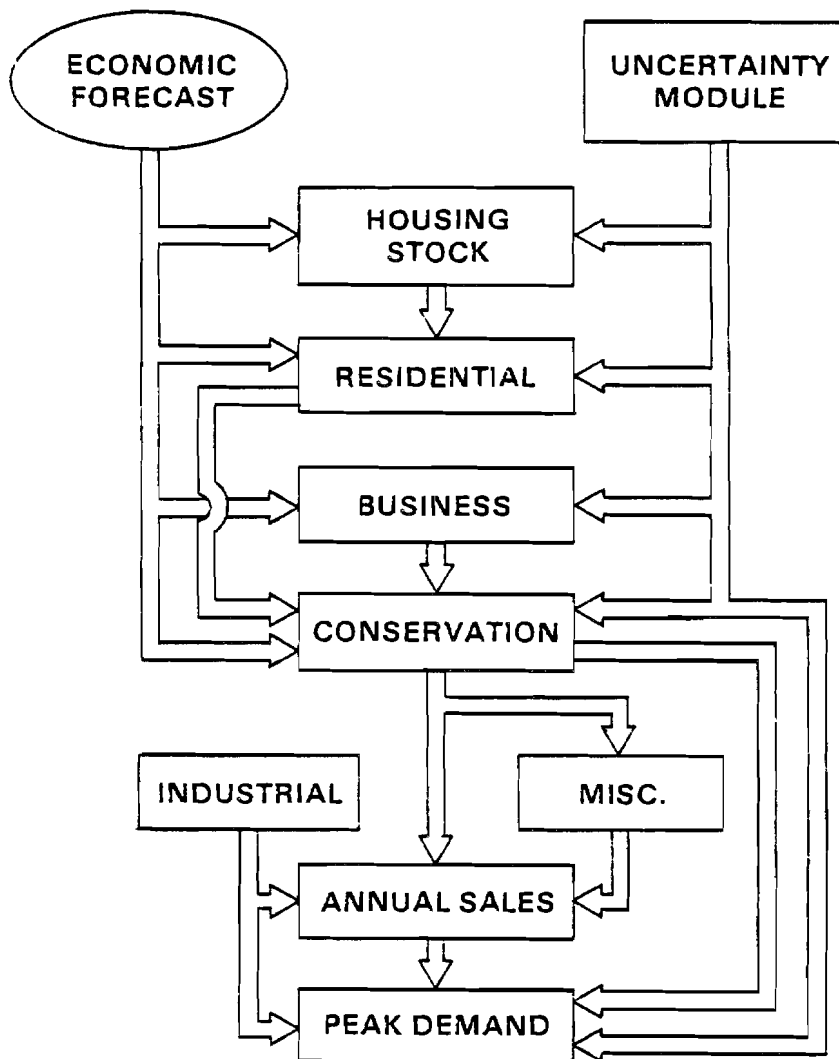 ECONOMIC
FORECAST
UNCERTAINTY
MODULE
HOUSING
STOCK
RESIDENTIAL
BUSINESS
CONSERVATION
INDUSTRIAL
MISC.
ANNUAL SALES
PEAK DEMAND